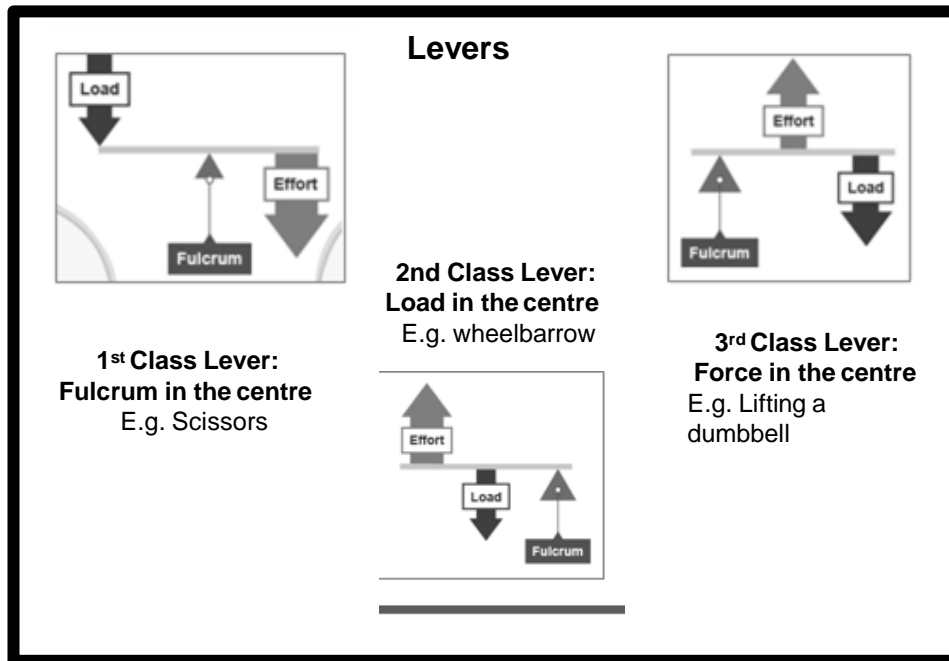 Levers
Load
Effort
Fulcrum
1st Class Lever:
Fulcrum in the centre
E.g. Scissors
2nd Class Lever:
Load in the centre
E.g. wheelbarrow
Effort
Load
Fulcrum
Effort
Load
Fulcrum
3rd Class Lever:
Force in the centre
E.g. Lifting a
dumbbell